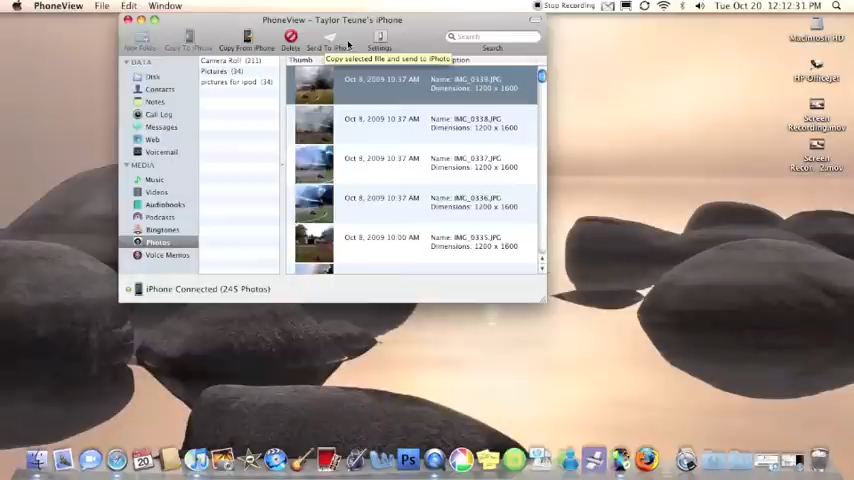 PhoneView File Edit Window Stop Recording Tue Oct 20 12:12:31 PM
PhoneView – Taylor Teune's iPhone
New Folder Copy To iPhone Copy From iPhone Delete Send To iPhoto Settings Search
Search
Copy selected file and send to iPhoto
DATA
Disk
Contacts
Notes
Call Log
Messages
Web
Voicemail
MEDIA
Music
Videos
Audiobooks
Podcasts
Ringtones
Photos
Voice Memos
Camera Roll (211)
Pictures (34)
pictures for ipod (34)
Thumb
Oct 8, 2009 10:37 AM Name: IMG_0339.JPG
Dimensions: 1200 x 1600
Oct 8, 2009 10:37 AM Name: IMG_0338.JPG
Dimensions: 1200 x 1600
Oct 8, 2009 10:37 AM Name: IMG_0337.JPG
Dimensions: 1200 x 1600
Oct 8, 2009 10:37 AM Name: IMG_0336.JPG
Dimensions: 1200 x 1600
Oct 8, 2009 10:00 AM Name: IMG_0335.JPG
Dimensions: 1200 x 1600
iPhone Connected (245 Photos)
Macintosh HD
HP Officejet
Screen
Recording.mov
Screen
Recor...2.mov
20
Ps